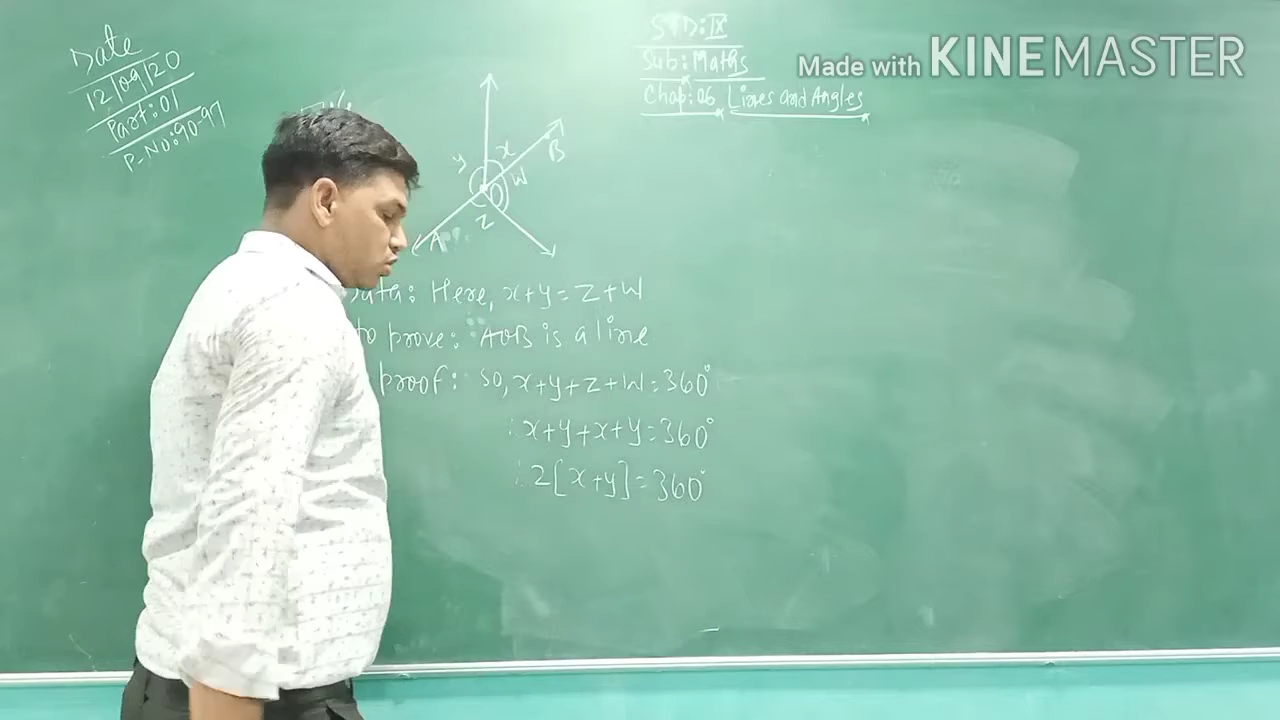 Date
12/09/20
Part:01
P-NO:90-97
STD:IX
Sub:Maths
Chap:06 Lines and Angles
Made with KINEMASTER
y x
B
W
O
Z
A
Data: Here, x+y=z+w
to prove: AOB is a line
proof: so, x+y+z+w=360°
∴x+y+x+y=360°
∴2[x+y]=360°